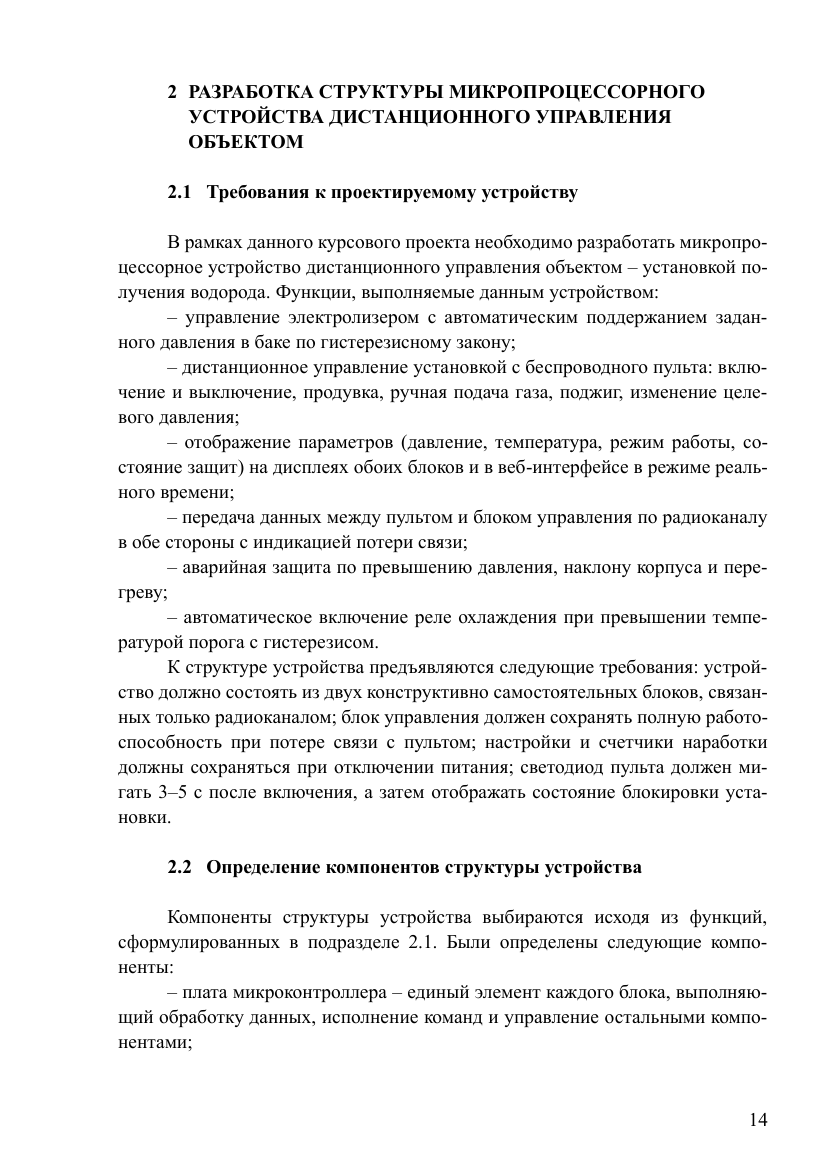 2 РАЗРАБОТКА СТРУКТУРЫ МИКРОПРОЦЕССОРНОГО
УСТРОЙСТВА ДИСТАНЦИОННОГО УПРАВЛЕНИЯ
ОБЪЕКТОМ
2.1 Требования к проектируемому устройству
В рамках данного курсового проекта необходимо разработать микропро-
цессорное устройство дистанционного управления объектом – установкой по-
лучения водорода. Функции, выполняемые данным устройством:
– управление электролизером с автоматическим поддержанием задан-
ного давления в баке по гистерезисному закону;
– дистанционное управление установкой с беспроводного пульта: вклю-
чение и выключение, продувка, ручная подача газа, поджиг, изменение целе-
вого давления;
– отображение параметров (давление, температура, режим работы, со-
стояние защит) на дисплеях обоих блоков и в веб-интерфейсе в режиме реаль-
ного времени;
– передача данных между пультом и блоком управления по радиоканалу
в обе стороны с индикацией потери связи;
– аварийная защита по превышению давления, наклону корпуса и пере-
греву;
– автоматическое включение реле охлаждения при превышении темпе-
ратурой порога с гистерезисом.
К структуре устройства предъявляются следующие требования: устрой-
ство должно состоять из двух конструктивно самостоятельных блоков, связан-
ных только радиоканалом; блок управления должен сохранять полную работо-
способность при потере связи с пультом; настройки и счетчики наработки
должны сохраняться при отключении питания; светодиод пульта должен ми-
гать 3–5 с после включения, а затем отображать состояние блокировки уста-
новки.
2.2 Определение компонентов структуры устройства
Компоненты структуры устройства выбираются исходя из функций,
сформулированных в подразделе 2.1. Были определены следующие компо-
ненты:
– плата микроконтроллера – единый элемент каждого блока, выполняю-
щий обработку данных, исполнение команд и управление остальными компо-
нентами;
14